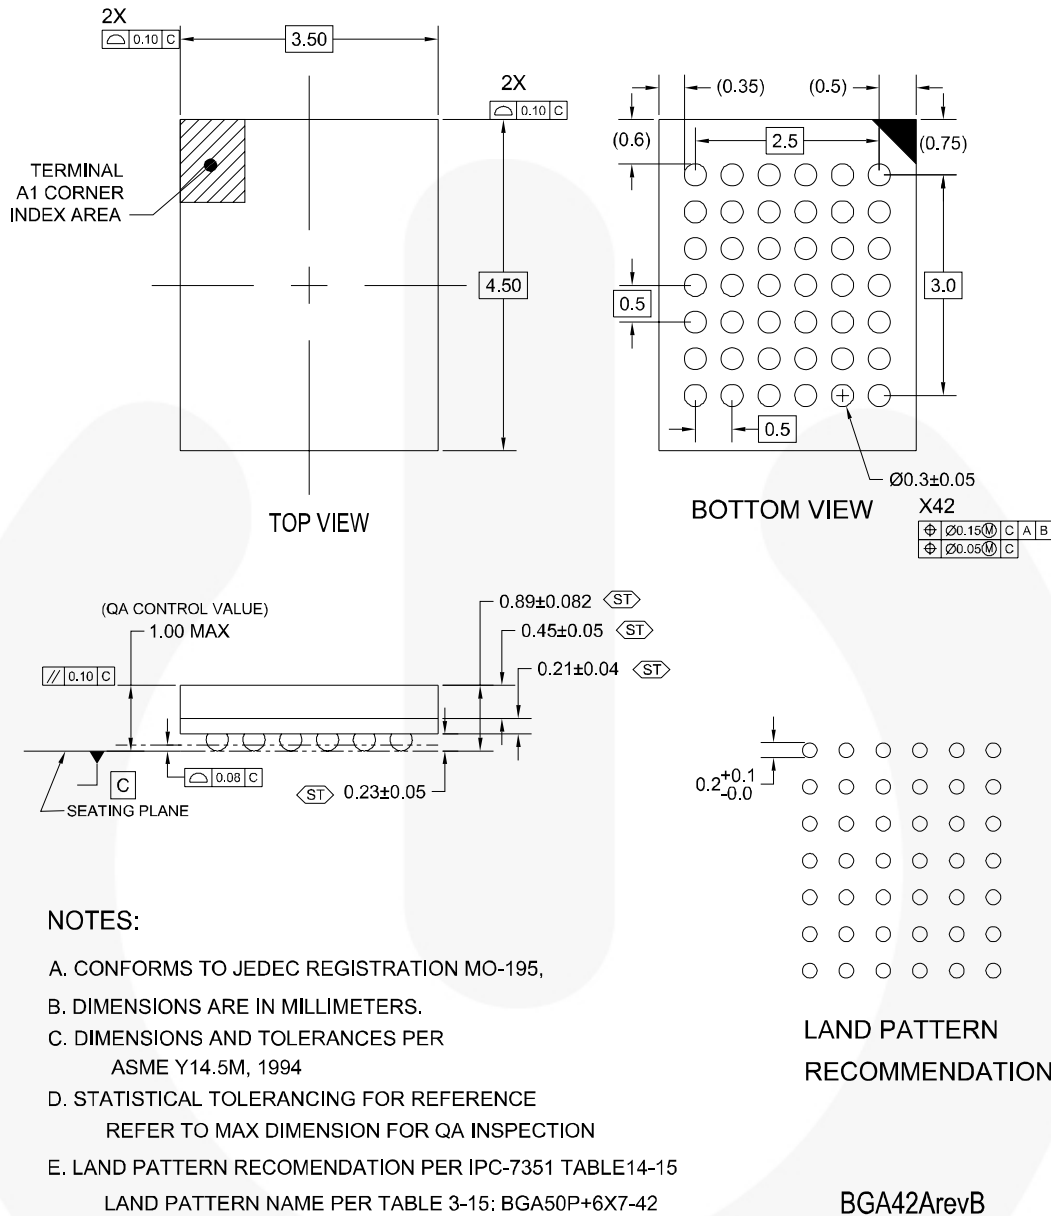 2X
⌓ 0.10 C
3.50
2X
⌓ 0.10 C
TERMINAL
A1 CORNER
INDEX AREA
4.50
TOP VIEW
(0.35)
(0.5)
(0.6)
2.5
(0.75)
3.0
0.5
0.5
Ø0.3±0.05
BOTTOM VIEW
X42
⌖ Ø0.15Ⓜ C A B
⌖ Ø0.05Ⓜ C
(QA CONTROL VALUE)
1.00 MAX
0.89±0.082 ST
0.45±0.05 ST
0.21±0.04 ST
// 0.10 C
⌓ 0.08 C
C
ST 0.23±0.05
SEATING PLANE
0.2+0.1
-0.0
LAND PATTERN
RECOMMENDATION
NOTES:
A. CONFORMS TO JEDEC REGISTRATION MO-195,
B. DIMENSIONS ARE IN MILLIMETERS.
C. DIMENSIONS AND TOLERANCES PER
ASME Y14.5M, 1994
D. STATISTICAL TOLERANCING FOR REFERENCE
REFER TO MAX DIMENSION FOR QA INSPECTION
E. LAND PATTERN RECOMENDATION PER IPC-7351 TABLE14-15
LAND PATTERN NAME PER TABLE 3-15: BGA50P+6X7-42
BGA42ArevB